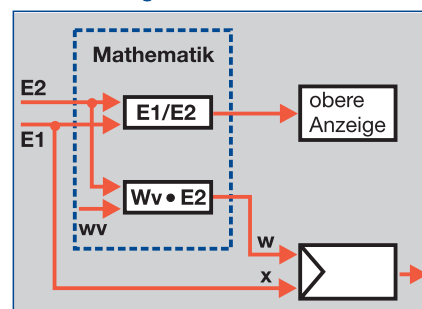 Mathematik
E2
E1/E2
obere
Anzeige
E1
Wv • E2
wv
w
x